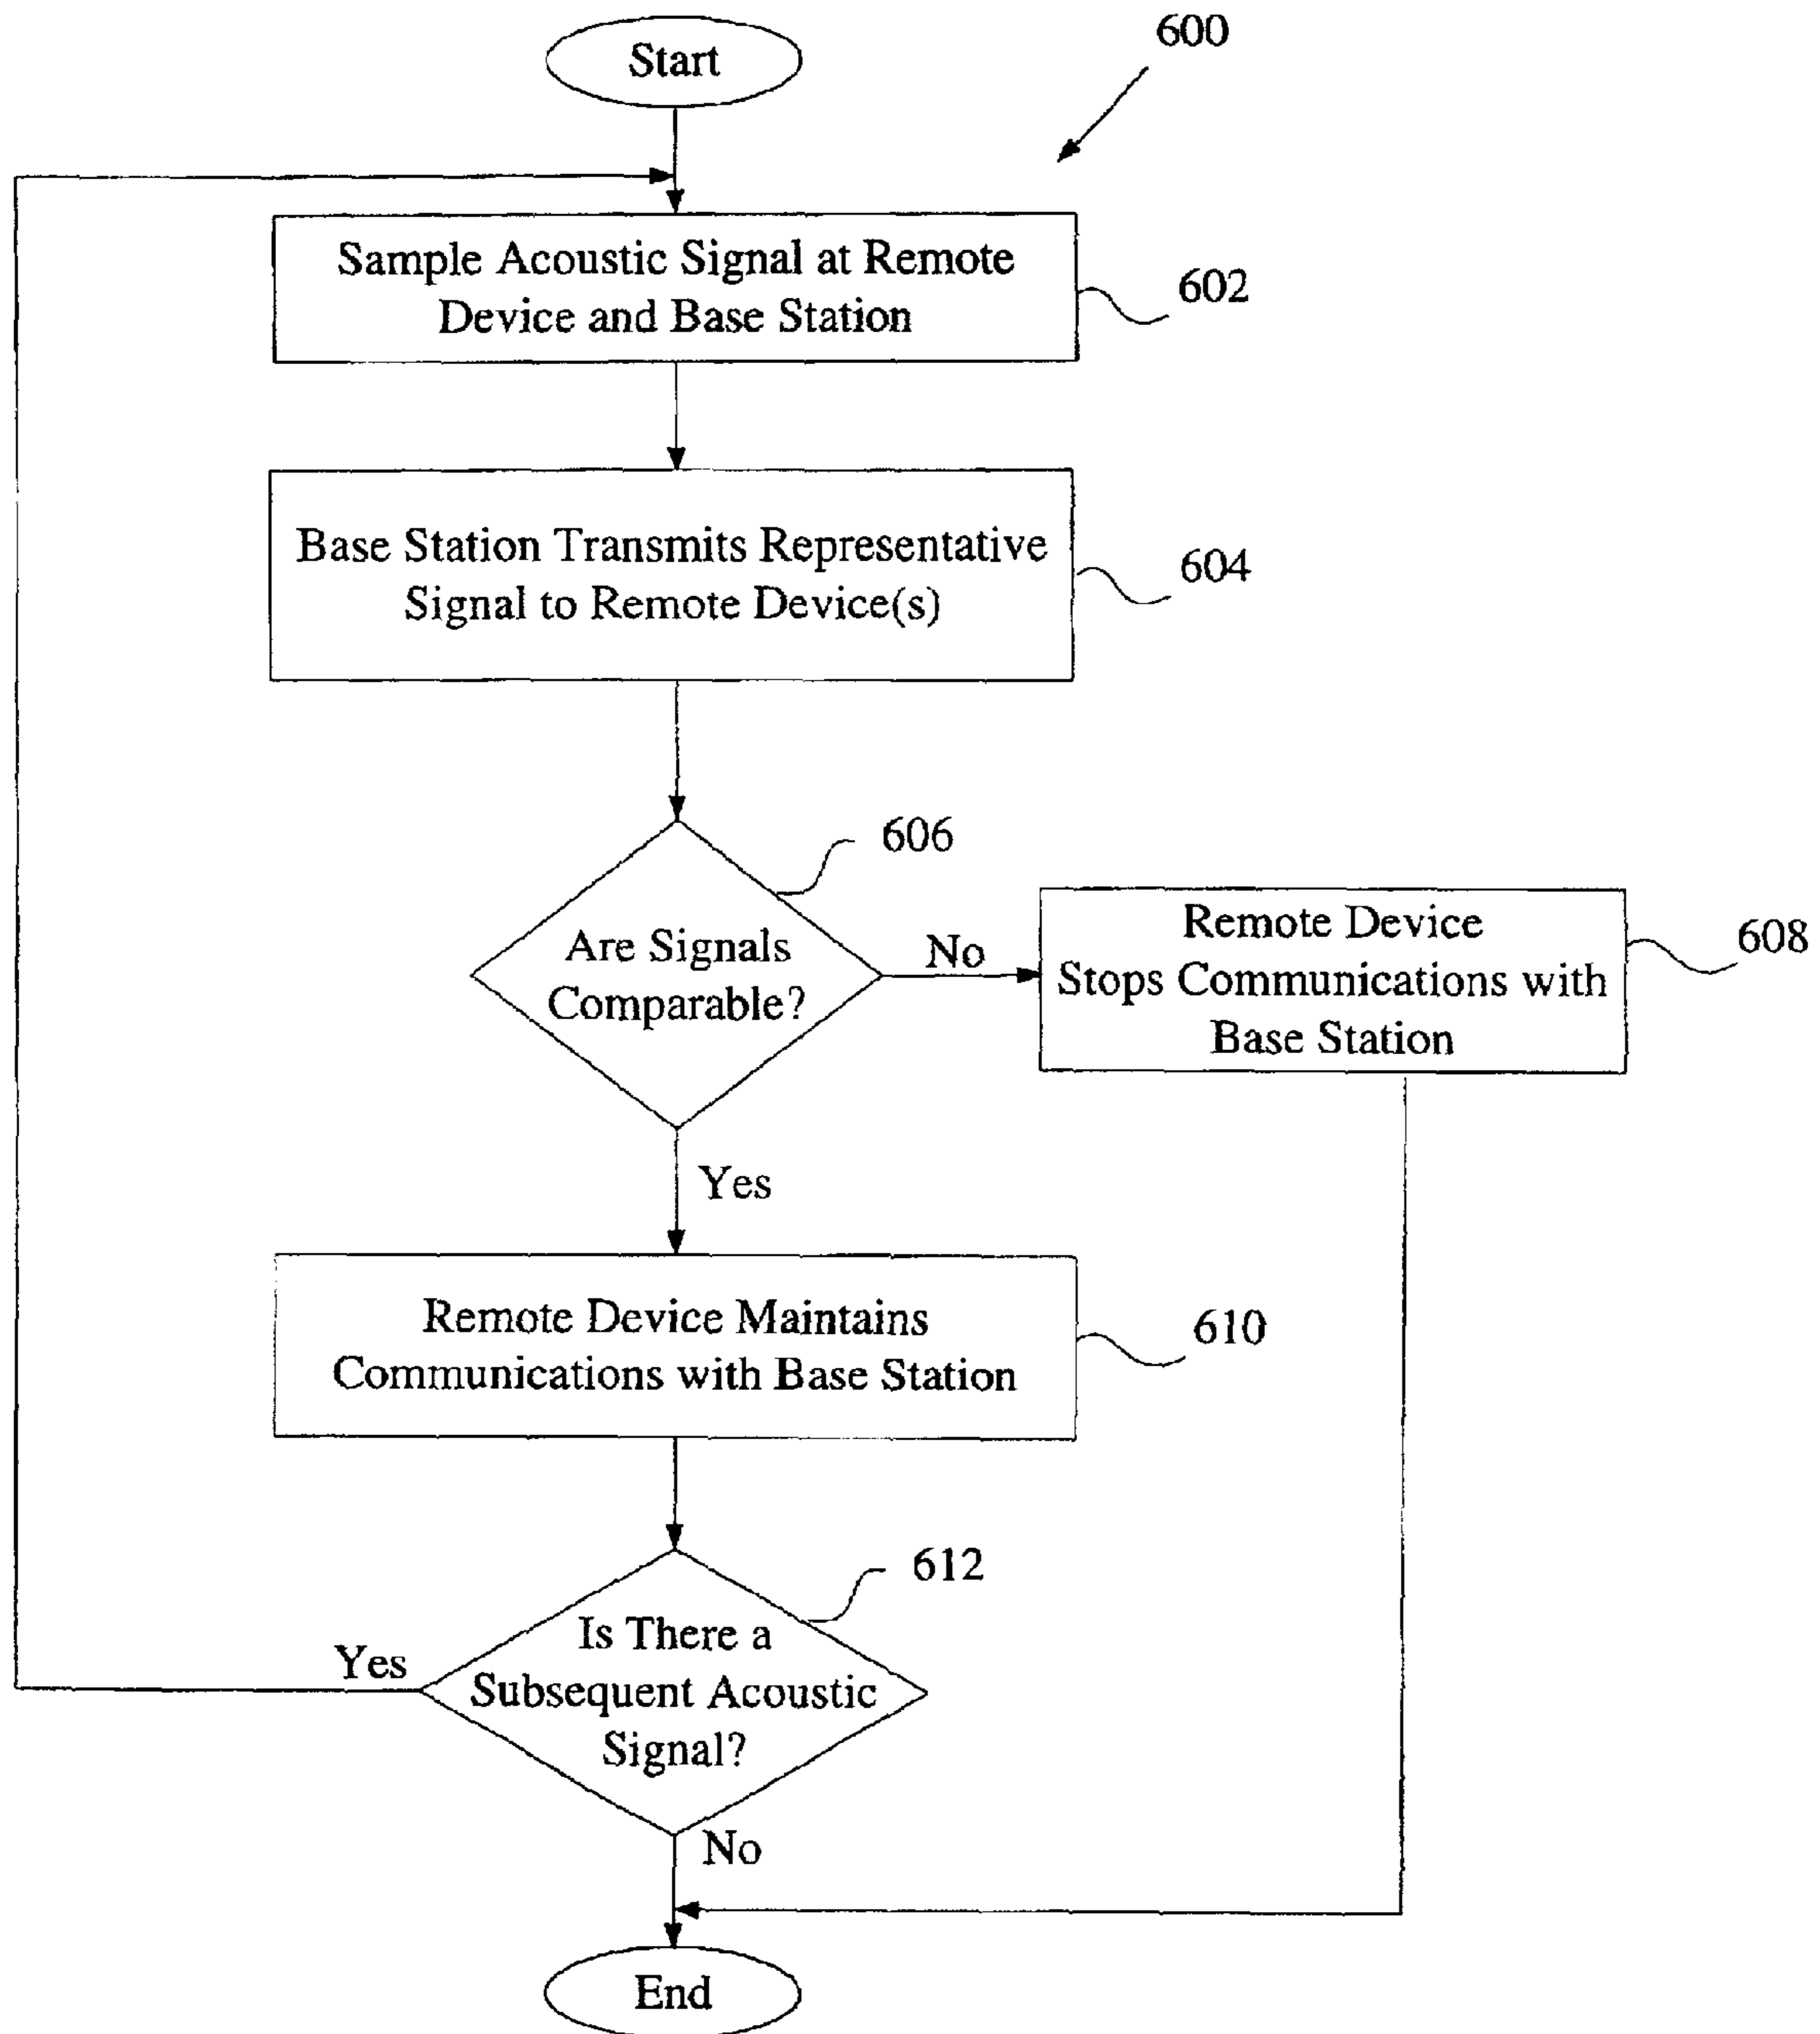 600
Start
Sample Acoustic Signal at Remote
Device and Base Station
602
Base Station Transmits Representative
Signal to Remote Device(s)
604
606
Are Signals
Comparable?
No
Remote Device
Stops Communications with
Base Station
608
Yes
Remote Device Maintains
Communications with Base Station
610
612
Is There a
Subsequent Acoustic
Signal?
Yes
No
End